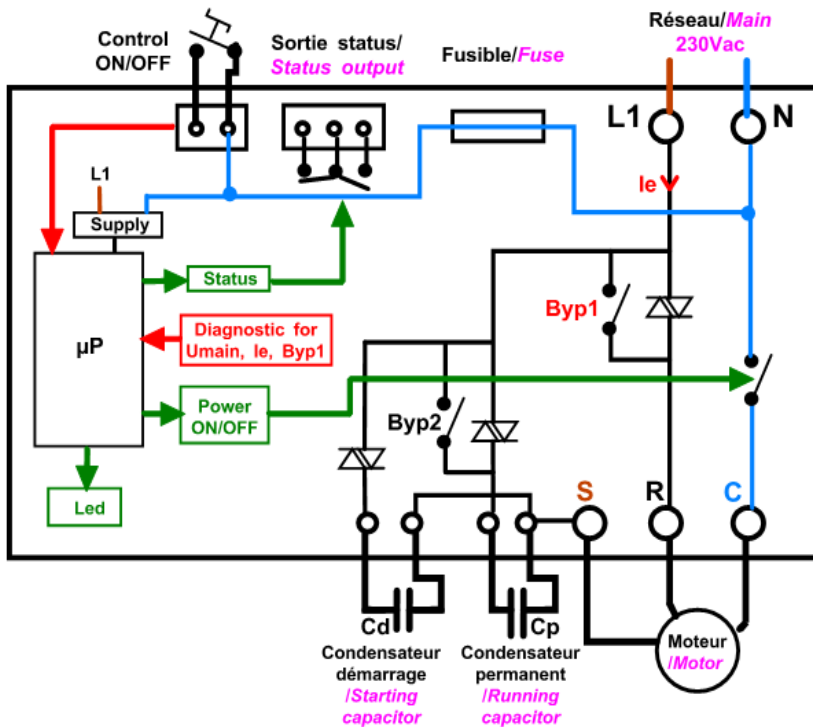 Control
ON/OFF
Sortie status/
Status output
Fusible/Fuse
Réseau/Main
230Vac
L1
N
L1
Ie
Supply
Status
Byp1
µP
Diagnostic for
Umain, Ie, Byp1
Power
ON/OFF
Byp2
Led
S
R
C
Cd
Cp
Condensateur
démarrage
/Starting
capacitor
Condensateur
permanent
/Running
capacitor
Moteur
/Motor